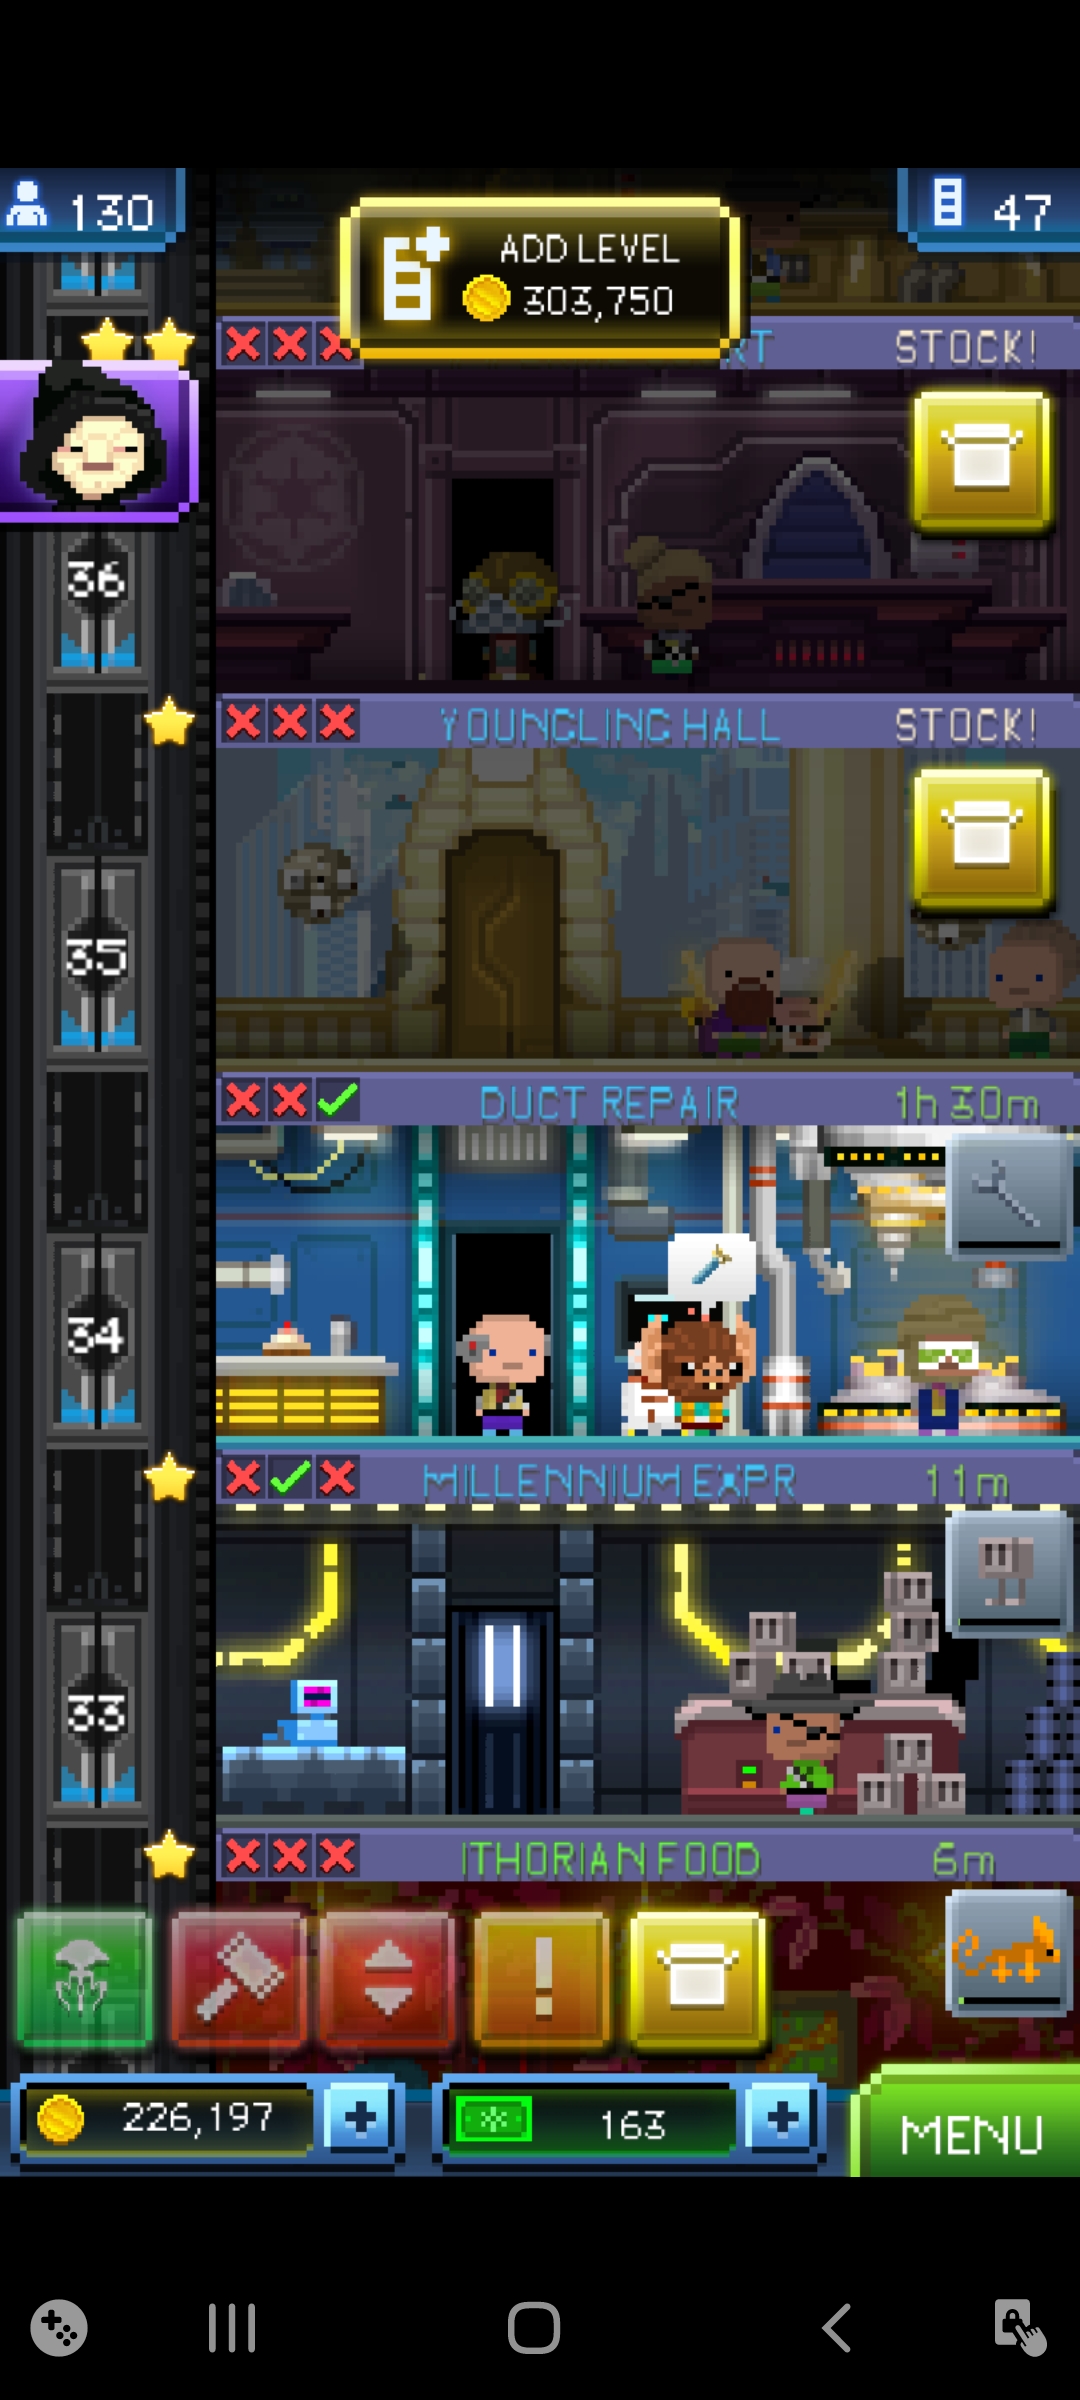 130
ADD LEVEL
303,750
47
RT
STOCK!
36
YOUNGLING HALL
STOCK!
35
DUCT REPAIR
1h 30m
34
MILLENNIUM EXPR
11m
33
ITHORIAN FOOD
6m
!
226,197
+
163
+
MENU